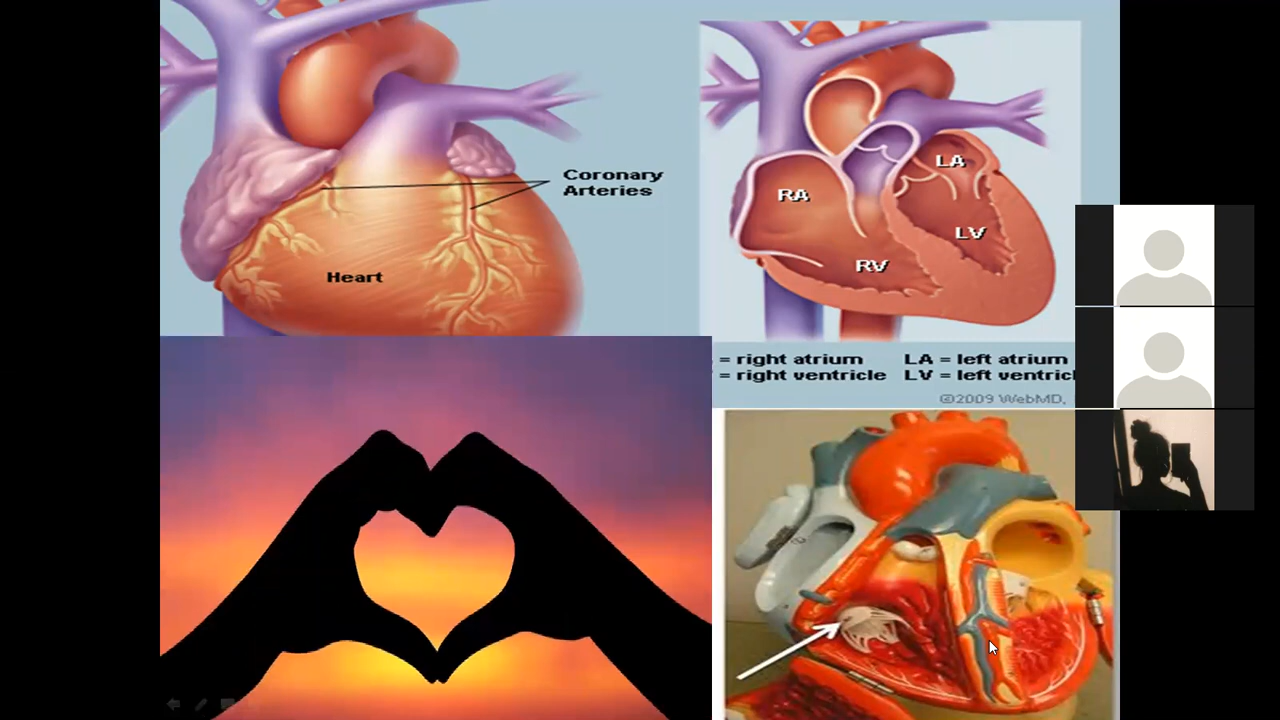 Coronary
Arteries
Heart
RA
LA
LV
RV
= right atrium LA = left atrium
= right ventricle LV = left ventricl
©2009 WebMD,